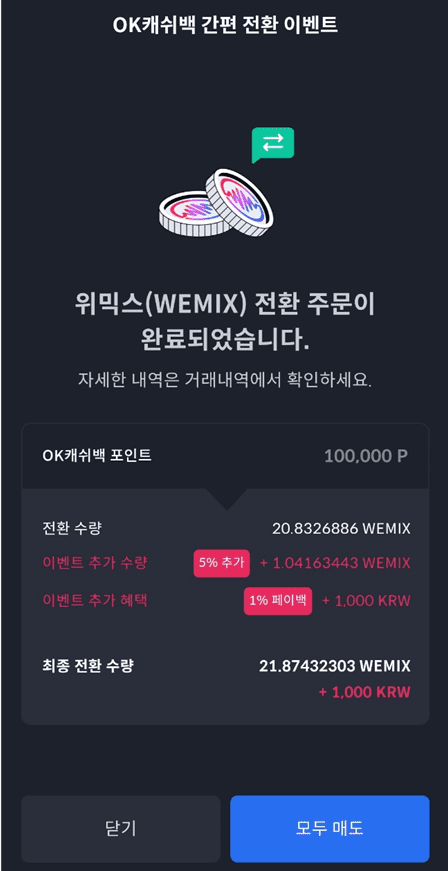 OK캐쉬백 간편 전환 이벤트
위믹스(WEMIX) 전환 주문이
완료되었습니다.
자세한 내역은 거래내역에서 확인하세요.
OK캐쉬백 포인트 100,000 P
전환 수량 20.8326886 WEMIX
이벤트 추가 수량 5% 추가 + 1.04163443 WEMIX
이벤트 추가 혜택 1% 페이백 + 1,000 KRW
최종 전환 수량 21.87432303 WEMIX
+ 1,000 KRW
닫기 모두 매도